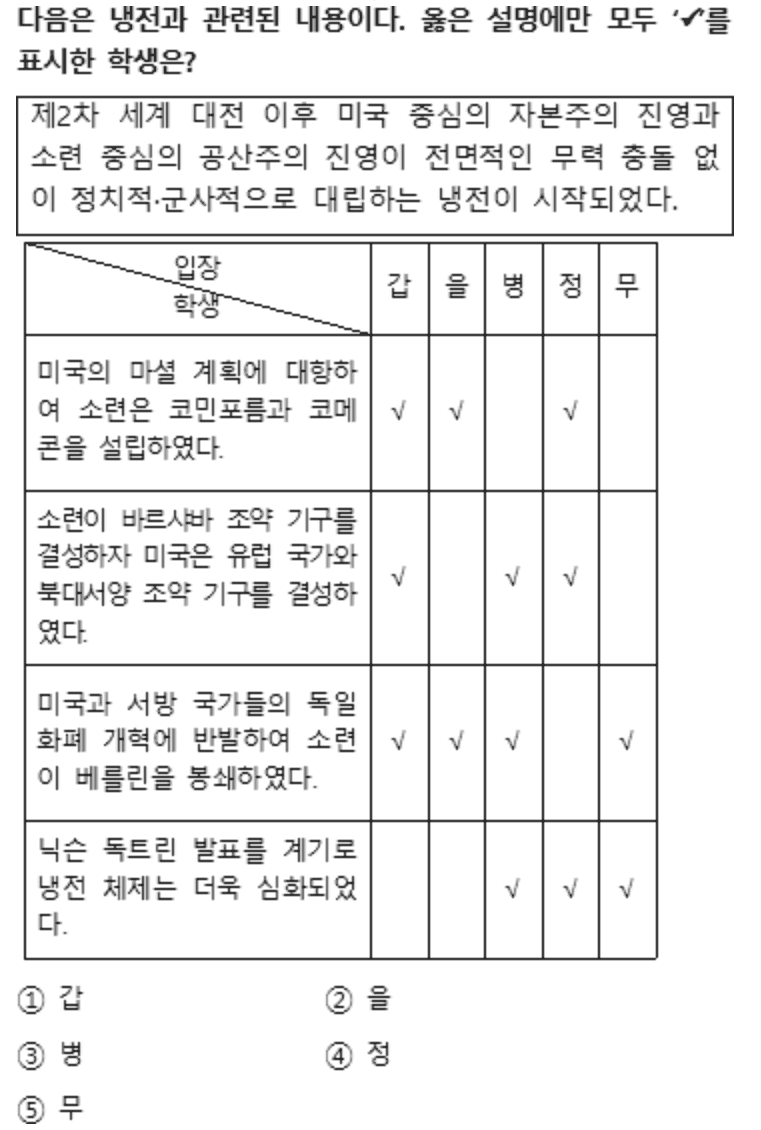 다음은 냉전과 관련된 내용이다. 옳은 설명에만 모두 ‘✔’를
표시한 학생은?
제2차 세계 대전 이후 미국 중심의 자본주의 진영과
소련 중심의 공산주의 진영이 전면적인 무력 충돌 없
이 정치적·군사적으로 대립하는 냉전이 시작되었다.
입장
학생
갑 을 병 정 무
미국의 마셜 계획에 대항하
여 소련은 코민포름과 코메
콘을 설립하였다.
√ √ √
소련이 바르샤바 조약 기구를
결성하자 미국은 유럽 국가와
북대서양 조약 기구를 결성하
였다.
√ √ √
미국과 서방 국가들의 독일
화폐 개혁에 반발하여 소련
이 베를린을 봉쇄하였다.
√ √ √ √
닉슨 독트린 발표를 계기로
냉전 체제는 더욱 심화되었
다.
√ √ √
① 갑 ② 을
③ 병 ④ 정
⑤ 무